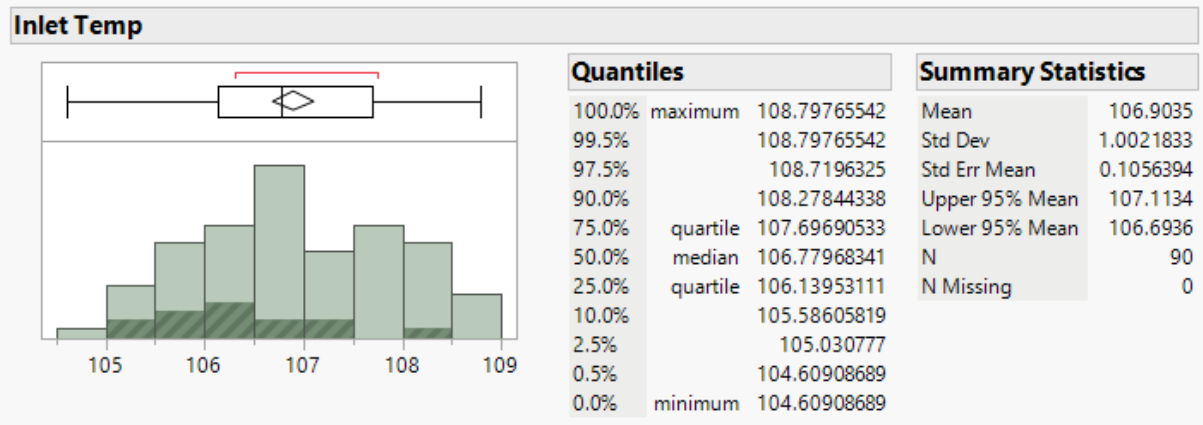 Inlet Temp
105 106 107 108 109
Quantiles
100.0% maximum 108.79765542
99.5% 108.79765542
97.5% 108.7196325
90.0% 108.27844338
75.0% quartile 107.69690533
50.0% median 106.77968341
25.0% quartile 106.13953111
10.0% 105.58605819
2.5% 105.030777
0.5% 104.60908689
0.0% minimum 104.60908689
Summary Statistics
Mean 106.9035
Std Dev 1.0021833
Std Err Mean 0.1056394
Upper 95% Mean 107.1134
Lower 95% Mean 106.6936
N 90
N Missing 0